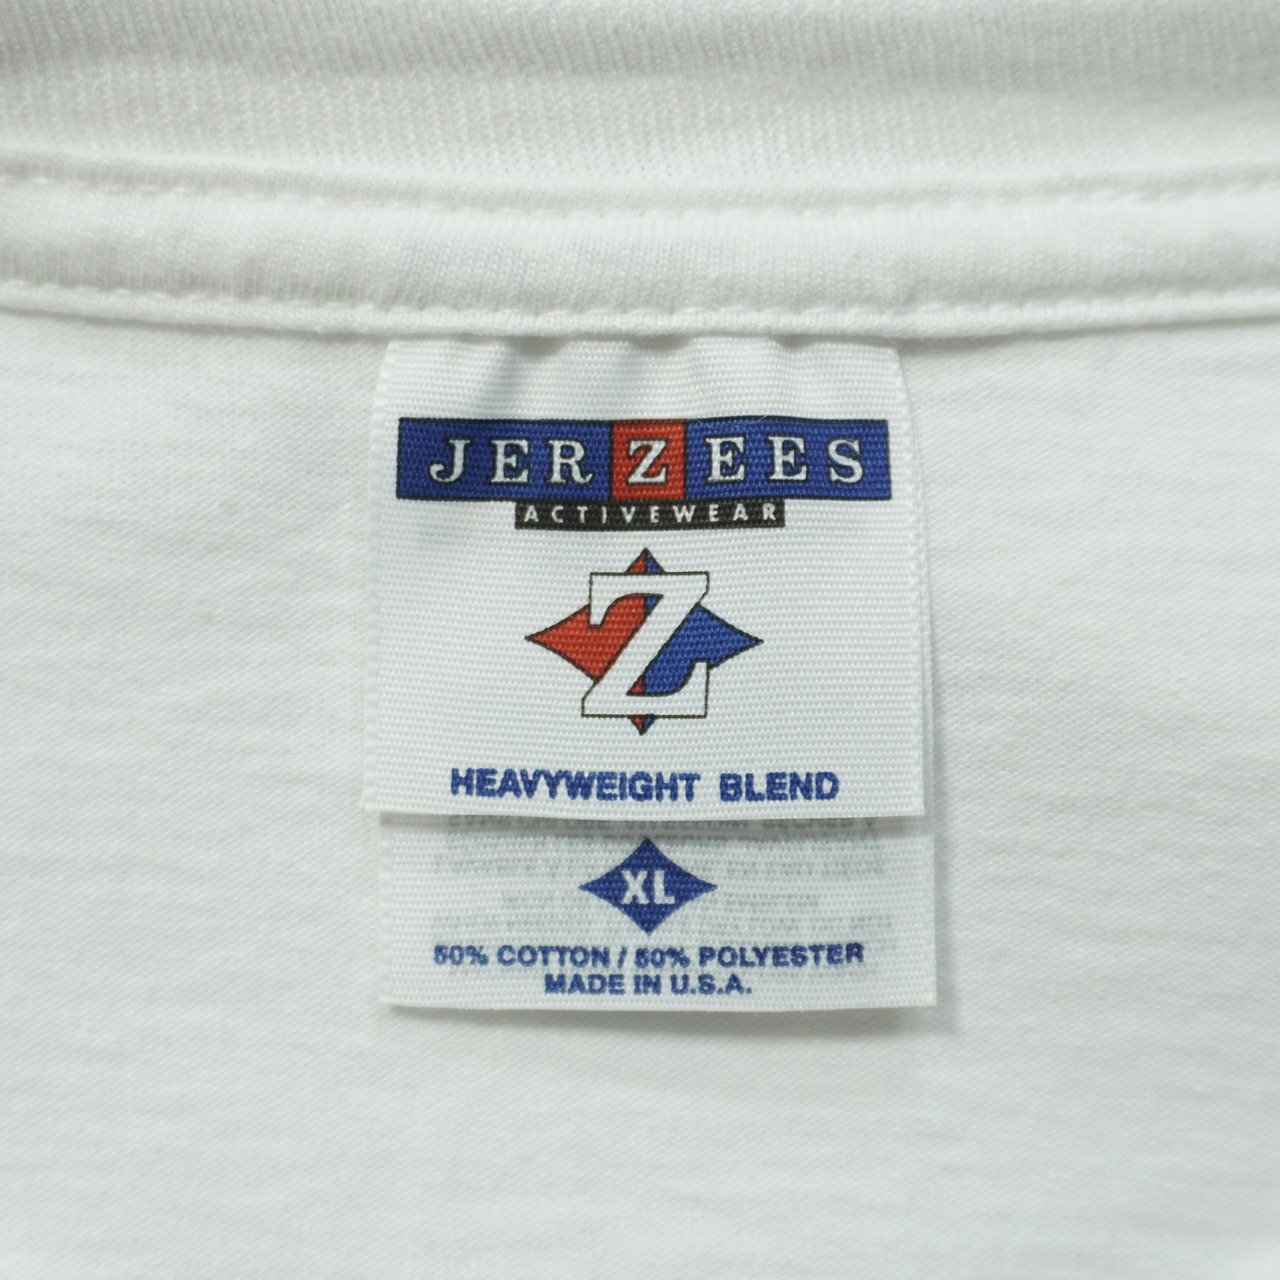 JERZEES
ACTIVEWEAR
Z
HEAVYWEIGHT BLEND
XL
50% COTTON / 50% POLYESTER
MADE IN U.S.A.